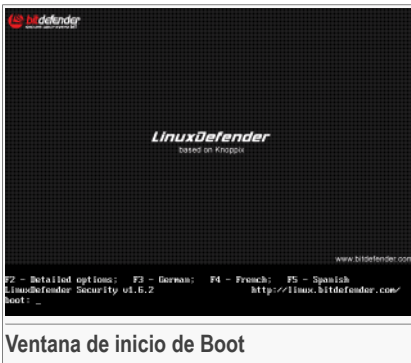 bitdefender
LinuxDefender
based on Knoppix
www.bitdefender.com
F2 - Detailed options; F3 - German; F4 - French; F5 - Spanish
LinuxDefender Security v1.6.2 http://linux.bitdefender.com/
boot: _
Ventana de inicio de Boot